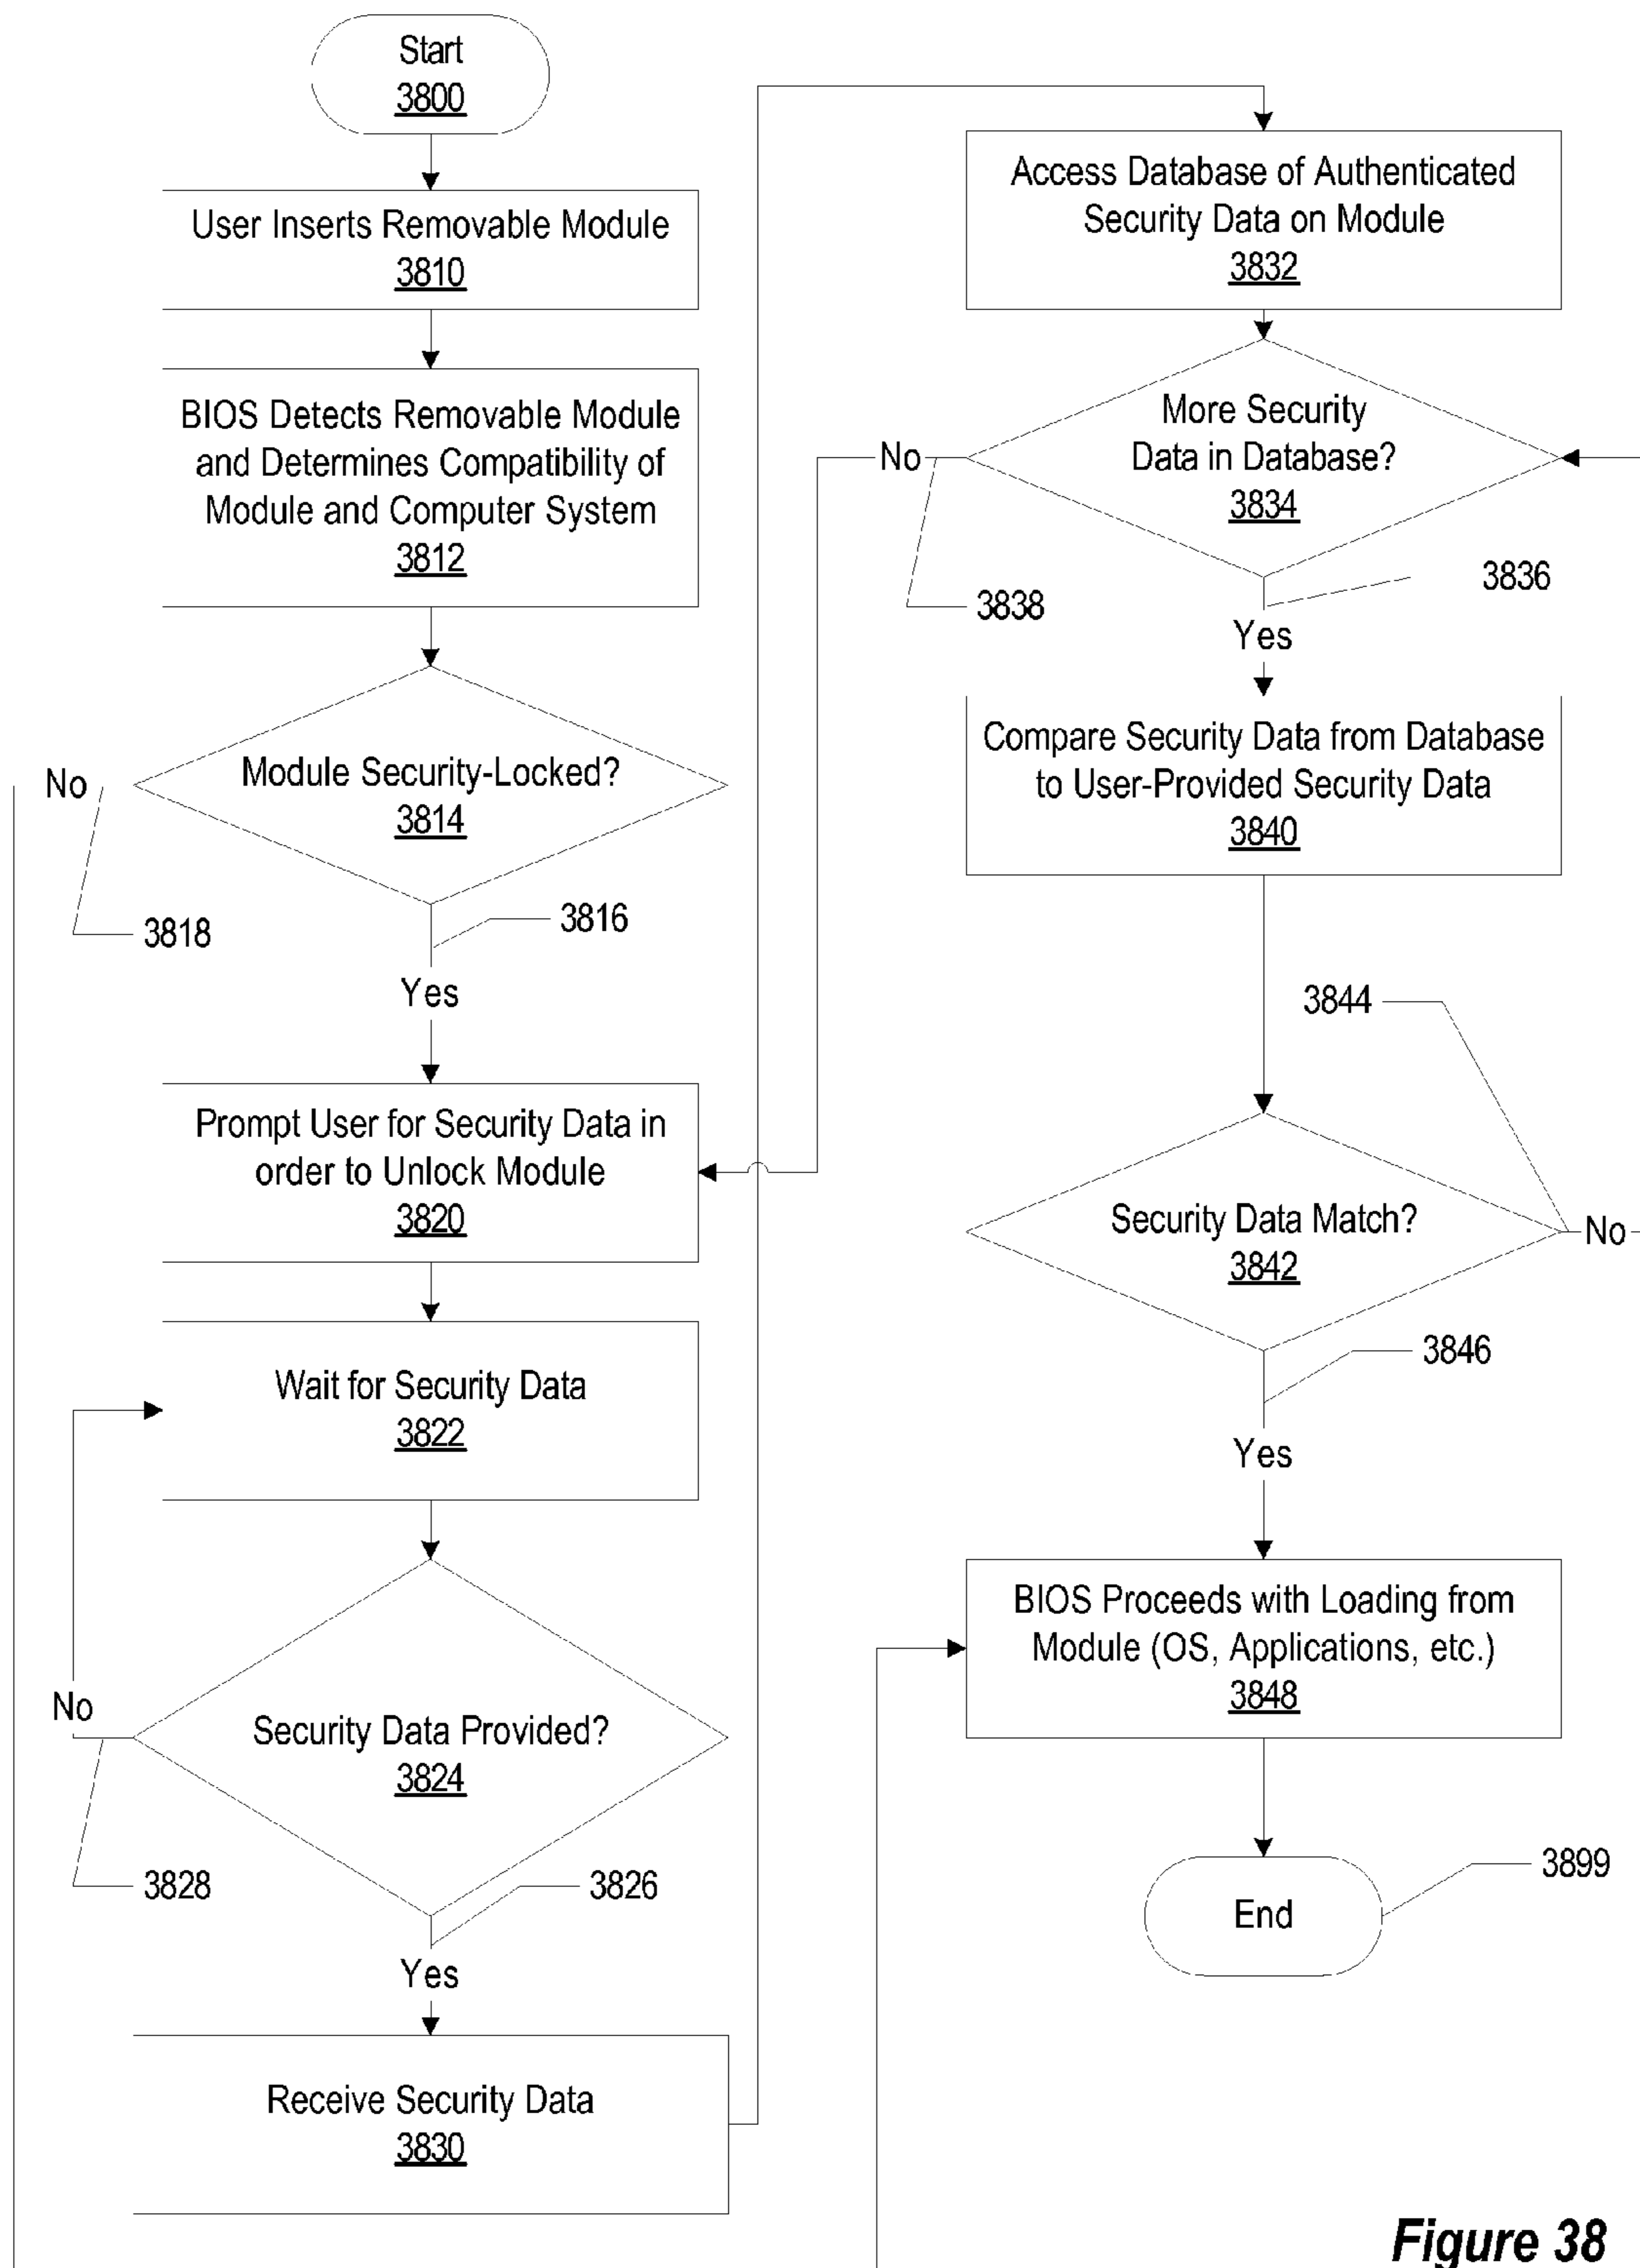 Start
3800
User Inserts Removable Module
3810
BIOS Detects Removable Module
and Determines Compatibility of
Module and Computer System
3812
Module Security-Locked?
3814
No
3818
3816
Yes
Prompt User for Security Data in
order to Unlock Module
3820
Wait for Security Data
3822
No
Security Data Provided?
3824
3828
3826
Yes
Receive Security Data
3830
Access Database of Authenticated
Security Data on Module
3832
More Security
Data in Database?
3834
No
3838
3836
Yes
Compare Security Data from Database
to User-Provided Security Data
3840
3844
Security Data Match?
3842
No
3846
Yes
BIOS Proceeds with Loading from
Module (OS, Applications, etc.)
3848
3899
End
Figure 38